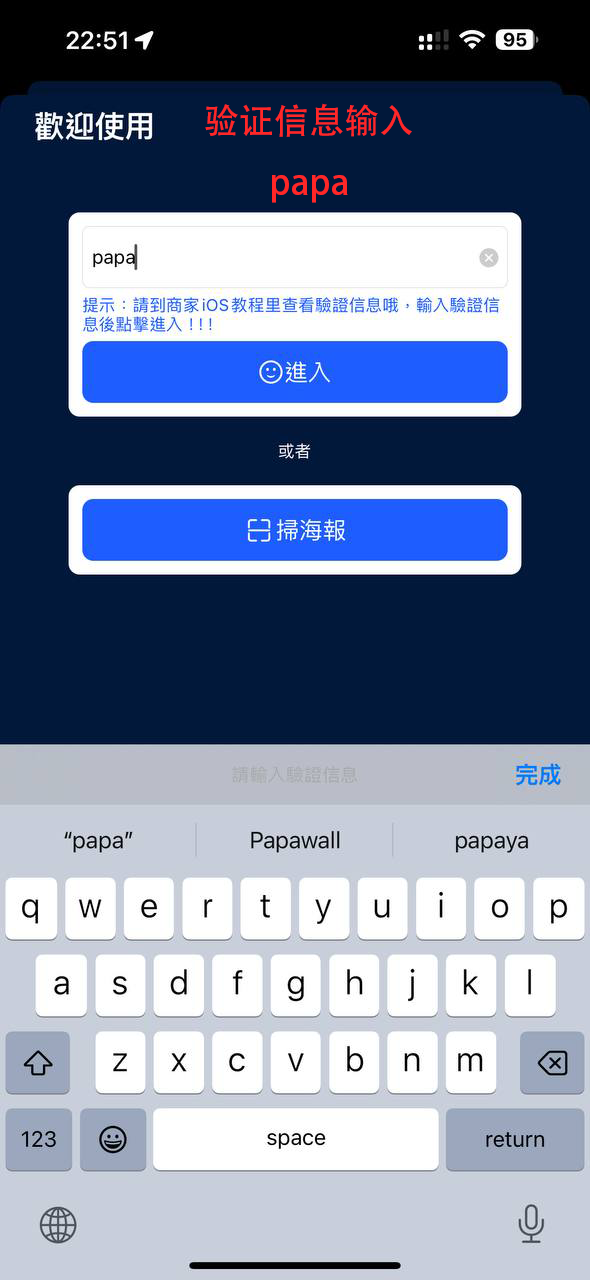 22:51
95
歡迎使用
验证信息输入
papa
papa
提示：請到商家iOS教程里查看驗證信息哦，輸入驗證信
息後點擊進入！!！
進入
或者
掃海報
請輸入驗證信息
完成
“papa” Papawall papaya
q w e r t y u i o p
a s d f g h j k l
z x c v b n m
123 space return